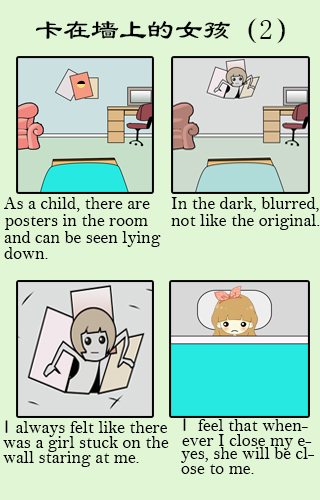 卡在墙上的女孩 (2)
As a child, there are
posters in the room
and can be seen lying
down.
In the dark, blurred,
not like the original.
I always felt like there
was a girl stuck on the
wall staring at me.
I feel that when-
ever I close my e-
yes, she will be cl-
ose to me.